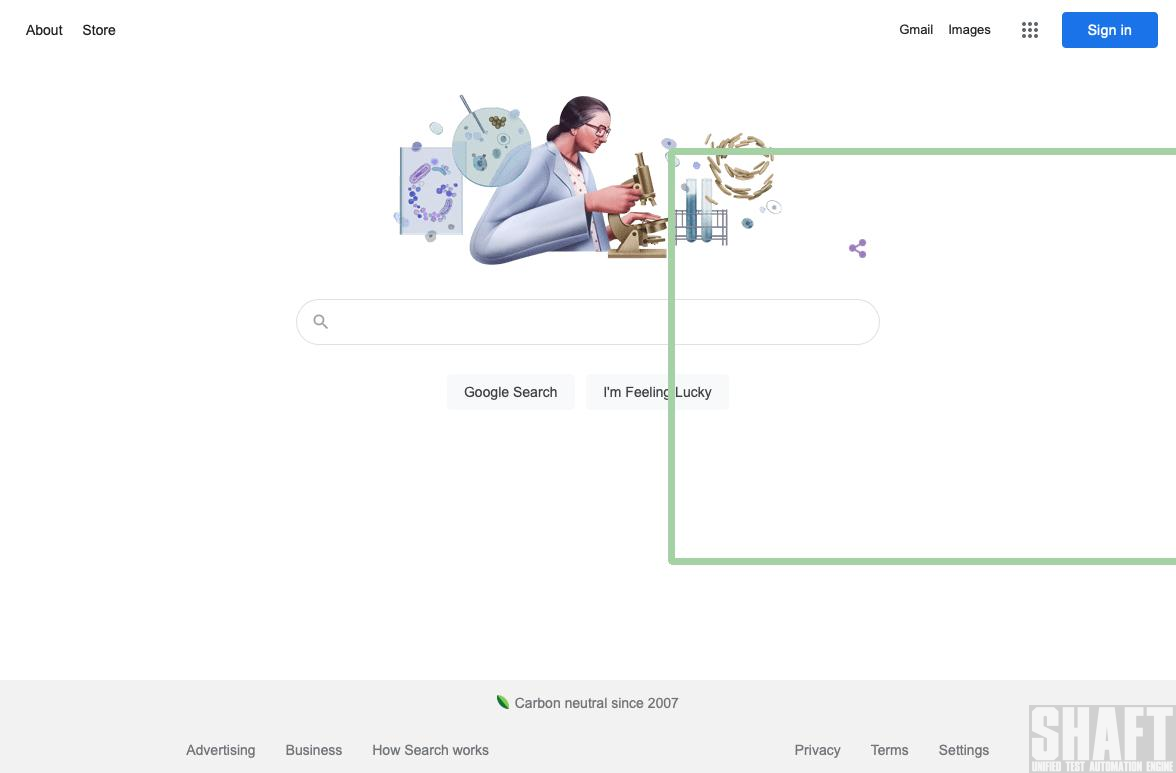 About Store
Gmail Images
Sign in
Google Search I'm Feeling Lucky
Carbon neutral since 2007
Advertising Business How Search works
Privacy Terms Settings
SHAFT
UNIFIED TEST AUTOMATION ENGINE